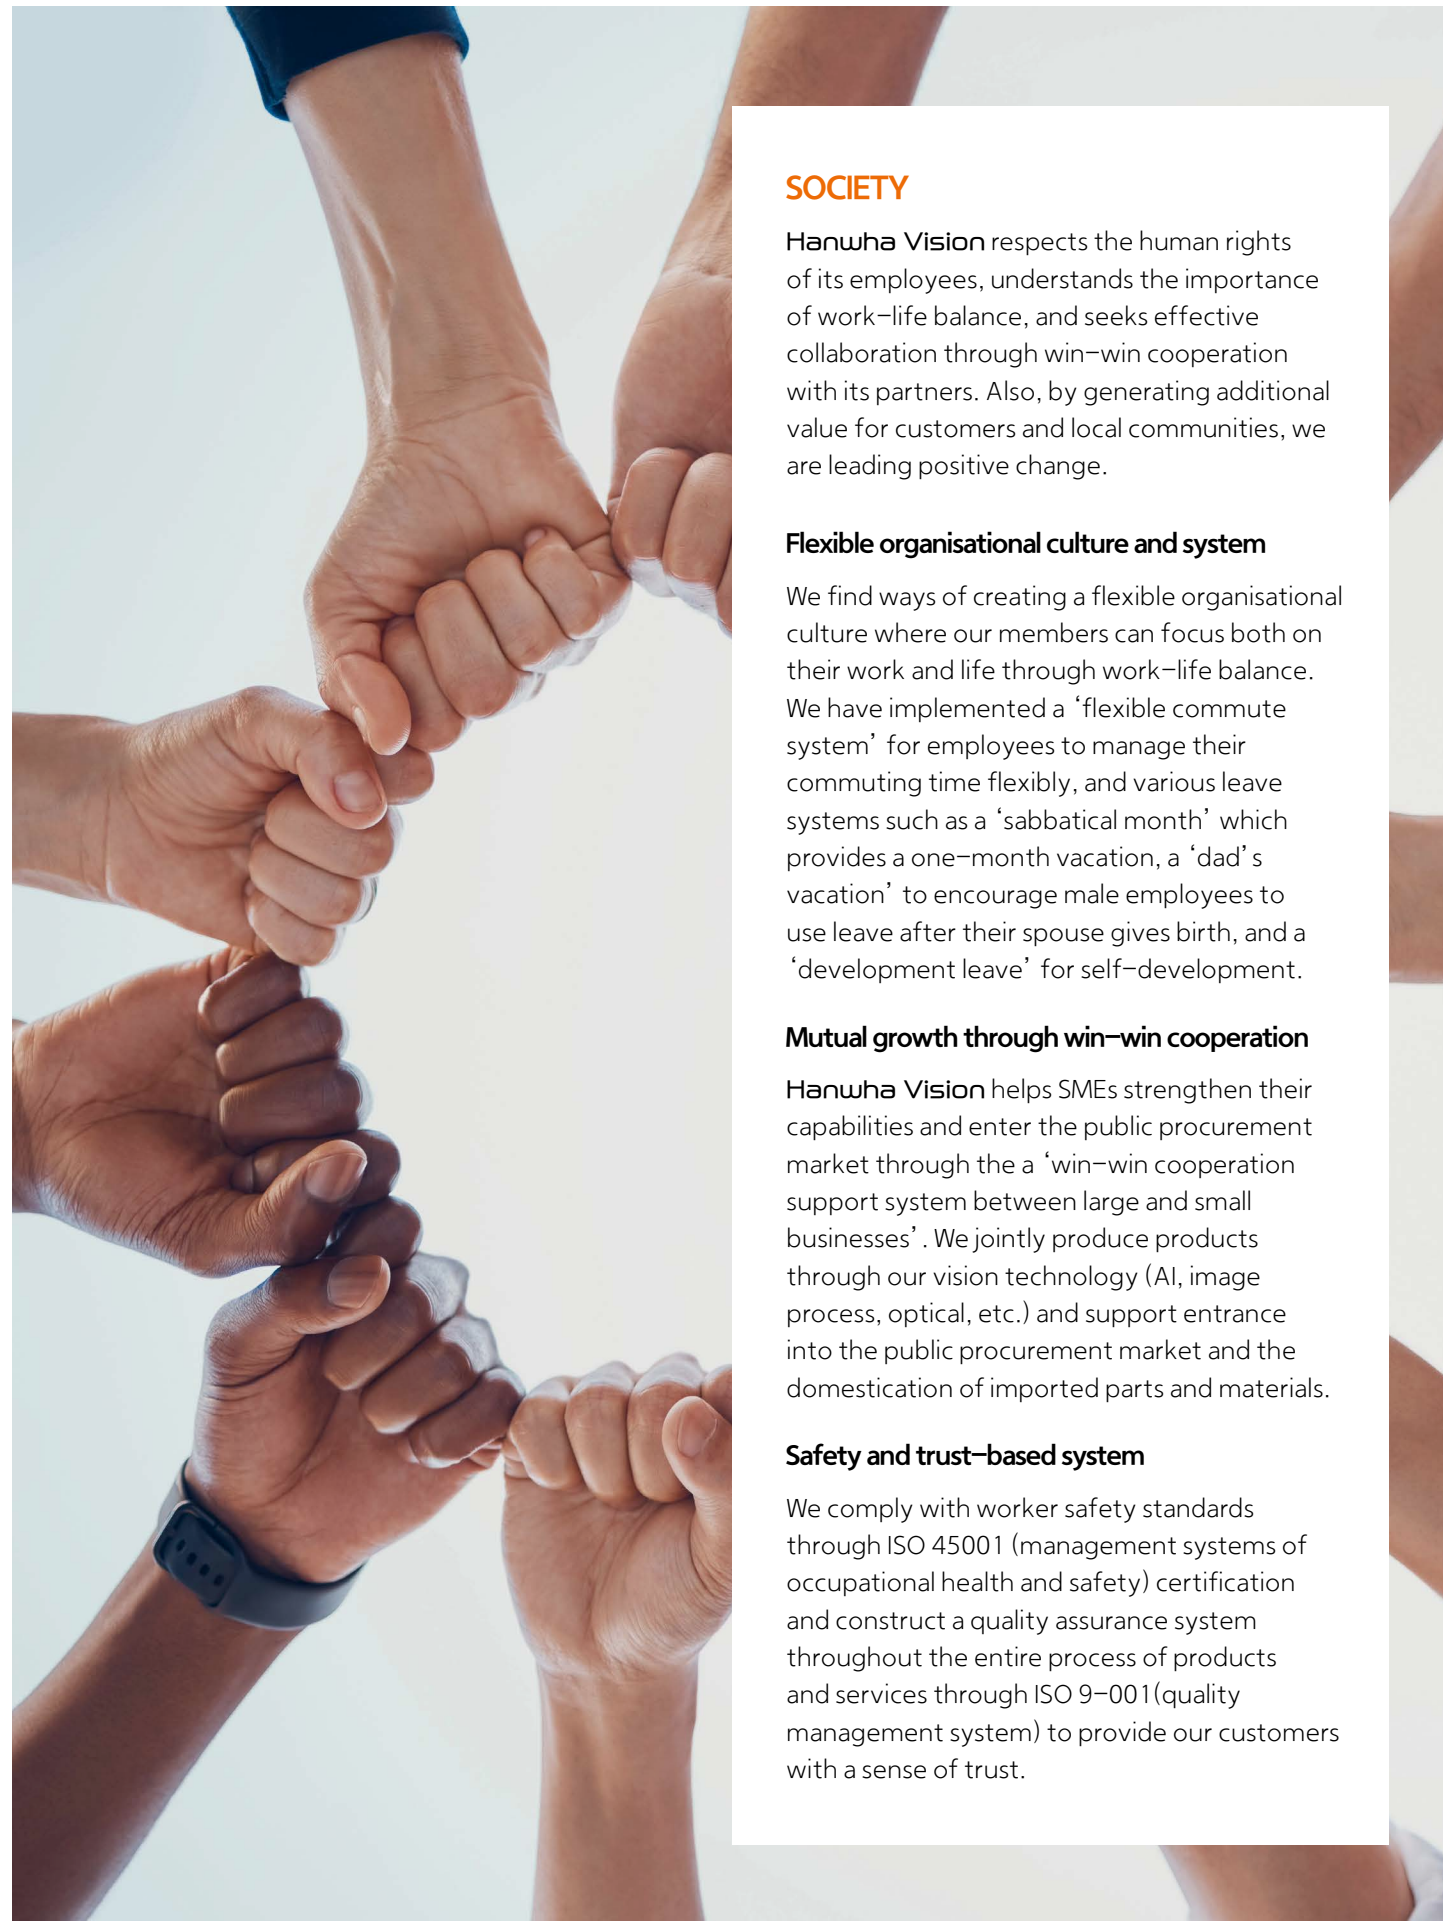 SOCIETY
Hanwha Vision respects the human rights
of its employees, understands the importance
of work-life balance, and seeks effective
collaboration through win-win cooperation
with its partners. Also, by generating additional
value for customers and local communities, we
are leading positive change.
Flexible organisational culture and system
We find ways of creating a flexible organisational
culture where our members can focus both on
their work and life through work-life balance.
We have implemented a ‘flexible commute
system’ for employees to manage their
commuting time flexibly, and various leave
systems such as a ‘sabbatical month’ which
provides a one-month vacation, a ‘dad’s
vacation’ to encourage male employees to
use leave after their spouse gives birth, and a
‘development leave’ for self-development.
Mutual growth through win-win cooperation
Hanwha Vision helps SMEs strengthen their
capabilities and enter the public procurement
market through the a ‘win-win cooperation
support system between large and small
businesses’. We jointly produce products
through our vision technology (AI, image
process, optical, etc.) and support entrance
into the public procurement market and the
domestication of imported parts and materials.
Safety and trust-based system
We comply with worker safety standards
through ISO 45001 (management systems of
occupational health and safety) certification
and construct a quality assurance system
throughout the entire process of products
and services through ISO 9-001(quality
management system) to provide our customers
with a sense of trust.